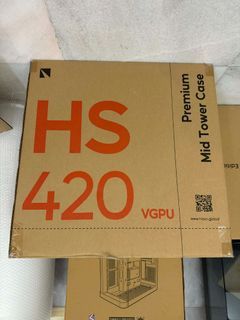 HS
420 VGPU
Premium
Mid Tower Case